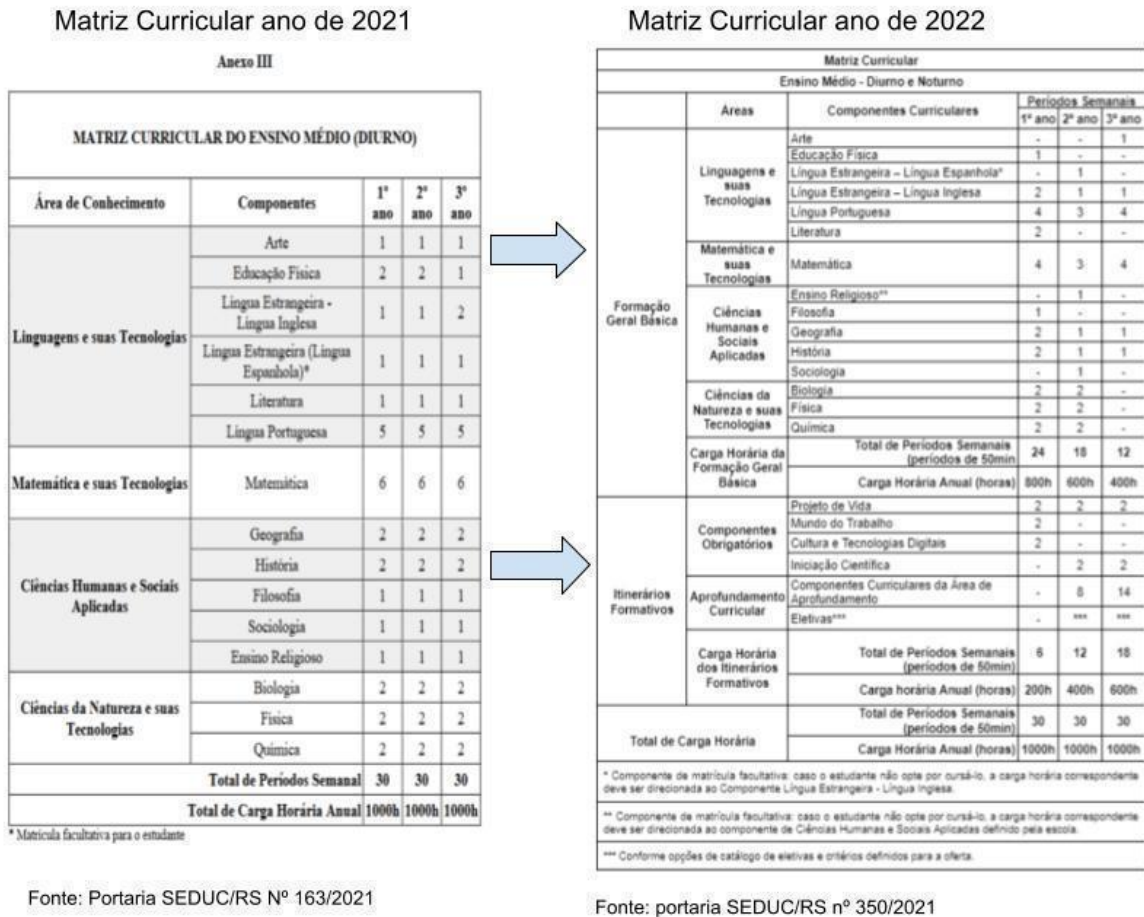 Matriz Curricular ano de 2021
Anexo III
MATRIZ CURRICULAR DO ENSINO MÉDIO (DIURNO)
Área de Conhecimento Componentes 1º ano 2º ano 3º ano
Linguagens e suas Tecnologias
Arte 1 1 1
Educação Física 2 2 1
Língua Estrangeira -
Língua Inglesa 1 1 2
Língua Estrangeira (Língua
Espanhola)* 1 1 1
Literatura 1 1 1
Língua Portuguesa 5 5 5
Matemática e suas Tecnologias Matemática 6 6 6
Ciências Humanas e Sociais
Aplicadas
Geografia 2 2 2
História 2 2 2
Filosofia 1 1 1
Sociologia 1 1 1
Ensino Religioso 1 1 1
Ciências da Natureza e suas
Tecnologias
Biologia 2 2 2
Física 2 2 2
Química 2 2 2
Total de Períodos Semanal 30 30 30
Total de Carga Horária Anual 1000h 1000h 1000h
* Matrícula facultativa para o estudante
Fonte: Portaria SEDUC/RS Nº 163/2021
Matriz Curricular ano de 2022
Matriz Curricular
Ensino Médio - Diurno e Noturno
Áreas Componentes Curriculares Períodos Semanais
1º ano 2º ano 3º ano
Formação
Geral Básica
Linguagens e
suas
Tecnologias
Arte - - 1
Educação Física 1 - -
Língua Estrangeira – Língua Espanhola* - 1 -
Língua Estrangeira – Língua Inglesa 2 1 1
Língua Portuguesa 4 3 4
Literatura 2 - -
Matemática e
suas
Tecnologias
Matemática 4 3 4
Ciências
Humanas e
Sociais
Aplicadas
Ensino Religioso** - 1 -
Filosofia 1 - -
Geografia 2 1 1
História 2 1 1
Sociologia - 1 -
Ciências da
Natureza e suas
Tecnologias
Biologia 2 2 -
Física 2 2 -
Química 2 2 -
Carga Horária da
Formação Geral
Básica
Total de Períodos Semanais
(períodos de 50min 24 18 12
Carga Horária Anual (horas) 800h 600h 400h
Itinerários
Formativos
Componentes
Obrigatórios
Projeto de Vida 2 2 2
Mundo do Trabalho 2 - -
Cultura e Tecnologias Digitais 2 - -
Iniciação Científica - 2 2
Aprofundamento
Curricular
Componentes Curriculares da Área de
Aprofundamento - 8 14
Eletivas*** - *** ***
Carga Horária
dos Itinerários
Formativos
Total de Períodos Semanais
(períodos de 50min) 6 12 18
Carga horária Anual (horas) 200h 400h 600h
Total de Carga Horária
Total de Períodos Semanais
(períodos de 50min) 30 30 30
Carga Horária Anual (horas) 1000h 1000h 1000h
* Componente de matrícula facultativa: caso o estudante não opte por cursá-lo, a carga horária correspondente
deve ser direcionada ao Componente Língua Estrangeira - Língua Inglesa.
** Componente de matrícula facultativa: caso o estudante não opte por cursá-lo, a carga horária correspondente
deve ser direcionada ao componente de Ciências Humanas e Sociais Aplicadas definido pela escola.
*** Conforme opções de catálogo de eletivas e critérios definidos para a oferta.
Fonte: portaria SEDUC/RS nº 350/2021